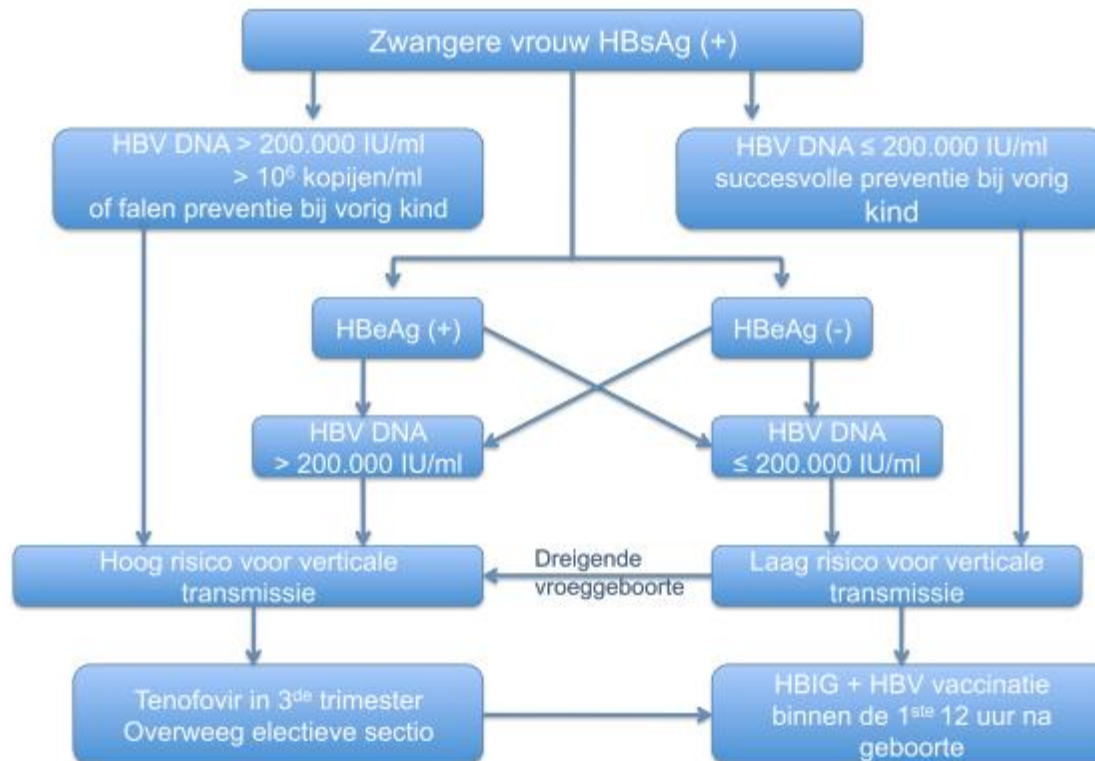 Zwangere vrouw HBsAg (+)
HBV DNA > 200.000 IU/ml
> 10⁶ kopijen/ml
of falen preventie bij vorig kind
HBV DNA ≤ 200.000 IU/ml
succesvolle preventie bij vorig
kind
HBeAg (+)
HBeAg (-)
HBV DNA
> 200.000 IU/ml
HBV DNA
≤ 200.000 IU/ml
Hoog risico voor verticale
transmissie
Dreigende
vroeggeboorte
Laag risico voor verticale
transmissie
Tenofovir in 3ᵈᵉ trimester
Overweeg electieve sectio
HBIG + HBV vaccinatie
binnen de 1ˢᵗᵉ 12 uur na
geboorte